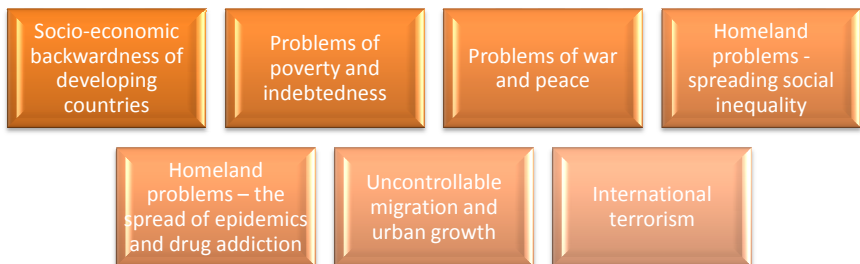 Socio-economic
backwardness of
developing
countries
Problems of
poverty and
indebtedness
Problems of war
and peace
Homeland
problems -
spreading social
inequality
Homeland
problems – the
spread of epidemics
and drug addiction
Uncontrollable
migration and
urban growth
International
terrorism